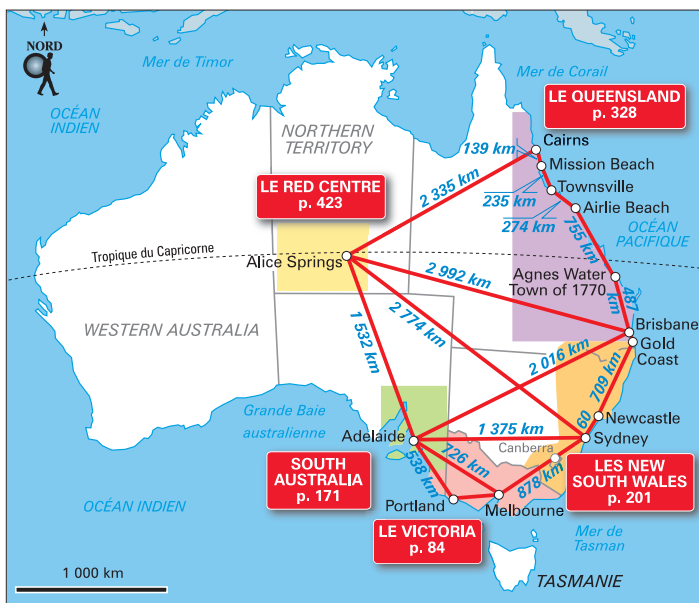 NORD
Mer de Timor
Mer de Corail
OCÉAN
INDIEN
LE QUEENSLAND
p. 328
NORTHERN
TERRITORY
Cairns
139 km
Mission Beach
2 335 km
LE RED CENTRE
p. 423
Townsville
235 km
Airlie Beach
274 km
OCÉAN
PACIFIQUE
755 km
Tropique du Capricorne
Alice Springs
2 992 km
Agnes Water
Town of 1770
487
km
WESTERN AUSTRALIA
1 532 km
2 774 km
Brisbane
Gold
Coast
2 016 km
709 km
Grande Baie
australienne
60
Newcastle
Adelaide
1 375 km
Sydney
Canberra
726 km
538 km
878 km
SOUTH
AUSTRALIA
p. 171
LES NEW
SOUTH WALES
p. 201
OCÉAN INDIEN
Portland
Melbourne
LE VICTORIA
p. 84
Mer de
Tasman
1 000 km
TASMANIE